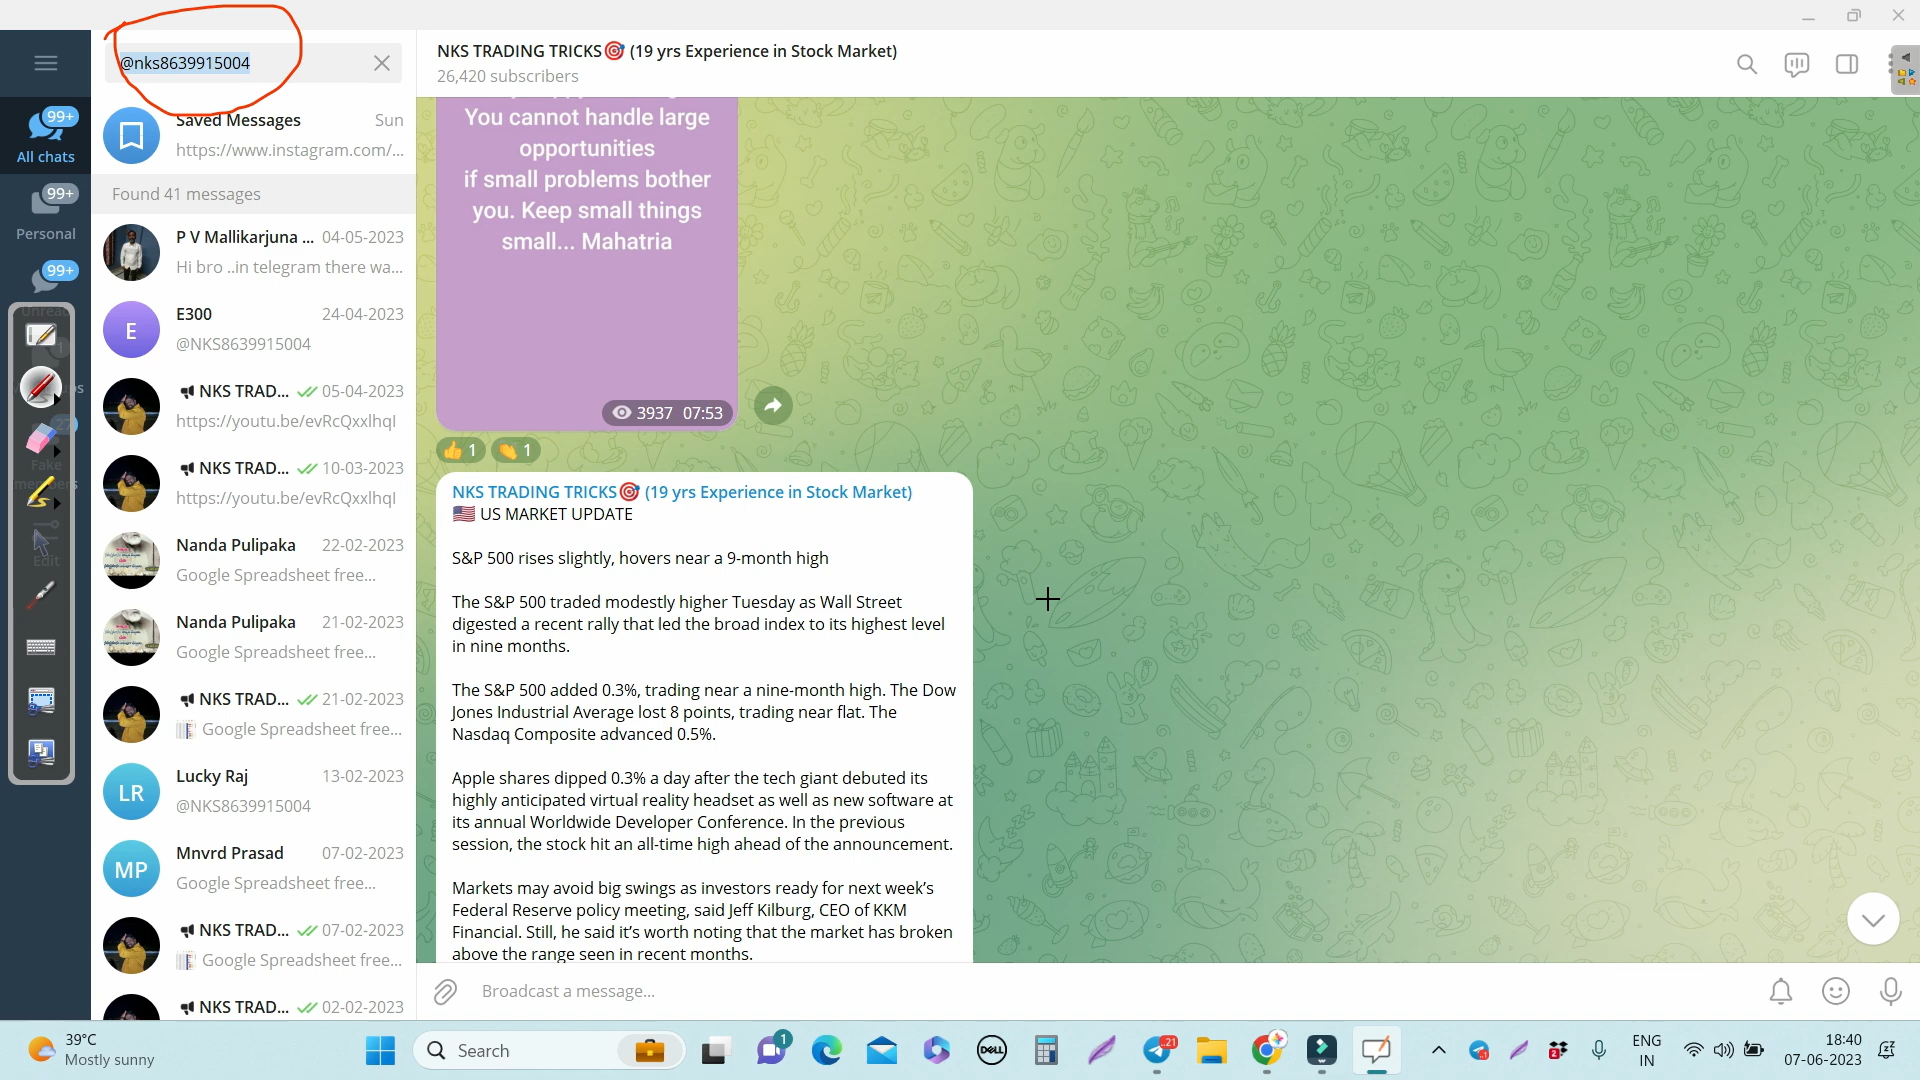 @nks8639915004
NKS TRADING TRICKS🎯 (19 yrs Experience in Stock Market)
26,420 subscribers
99+
All chats
99+
Personal
99+
Unread
Fake
Edit
Saved Messages Sun
https://www.instagram.com/...
Found 41 messages
P V Mallikarjuna ... 04-05-2023
Hi bro ..in telegram there wa...
E
E300 24-04-2023
@NKS8639915004
NKS TRAD... 05-04-2023
https://youtu.be/evRcQxxlhqI
NKS TRAD... 10-03-2023
https://youtu.be/evRcQxxlhqI
Nanda Pulipaka 22-02-2023
Google Spreadsheet free...
Nanda Pulipaka 21-02-2023
Google Spreadsheet free...
NKS TRAD... 21-02-2023
Google Spreadsheet free...
LR
Lucky Raj 13-02-2023
@NKS8639915004
MP
Mnvrd Prasad 07-02-2023
Google Spreadsheet free...
NKS TRAD... 07-02-2023
Google Spreadsheet free...
NKS TRAD... 02-02-2023
You cannot handle large
opportunities
if small problems bother
you. Keep small things
small... Mahatria
3937 07:53
👍 1 👏 1
NKS TRADING TRICKS🎯 (19 yrs Experience in Stock Market)
🇺🇸 US MARKET UPDATE
S&P 500 rises slightly, hovers near a 9-month high
The S&P 500 traded modestly higher Tuesday as Wall Street
digested a recent rally that led the broad index to its highest level
in nine months.
The S&P 500 added 0.3%, trading near a nine-month high. The Dow
Jones Industrial Average lost 8 points, trading near flat. The
Nasdaq Composite advanced 0.5%.
Apple shares dipped 0.3% a day after the tech giant debuted its
highly anticipated virtual reality headset as well as new software at
its annual Worldwide Developer Conference. In the previous
session, the stock hit an all-time high ahead of the announcement.
Markets may avoid big swings as investors ready for next week's
Federal Reserve policy meeting, said Jeff Kilburg, CEO of KKM
Financial. Still, he said it's worth noting that the market has broken
above the range seen in recent months.
Broadcast a message...
39°C
Mostly sunny
Search
1
DELL
..21
ENG
IN
18:40
07-06-2023